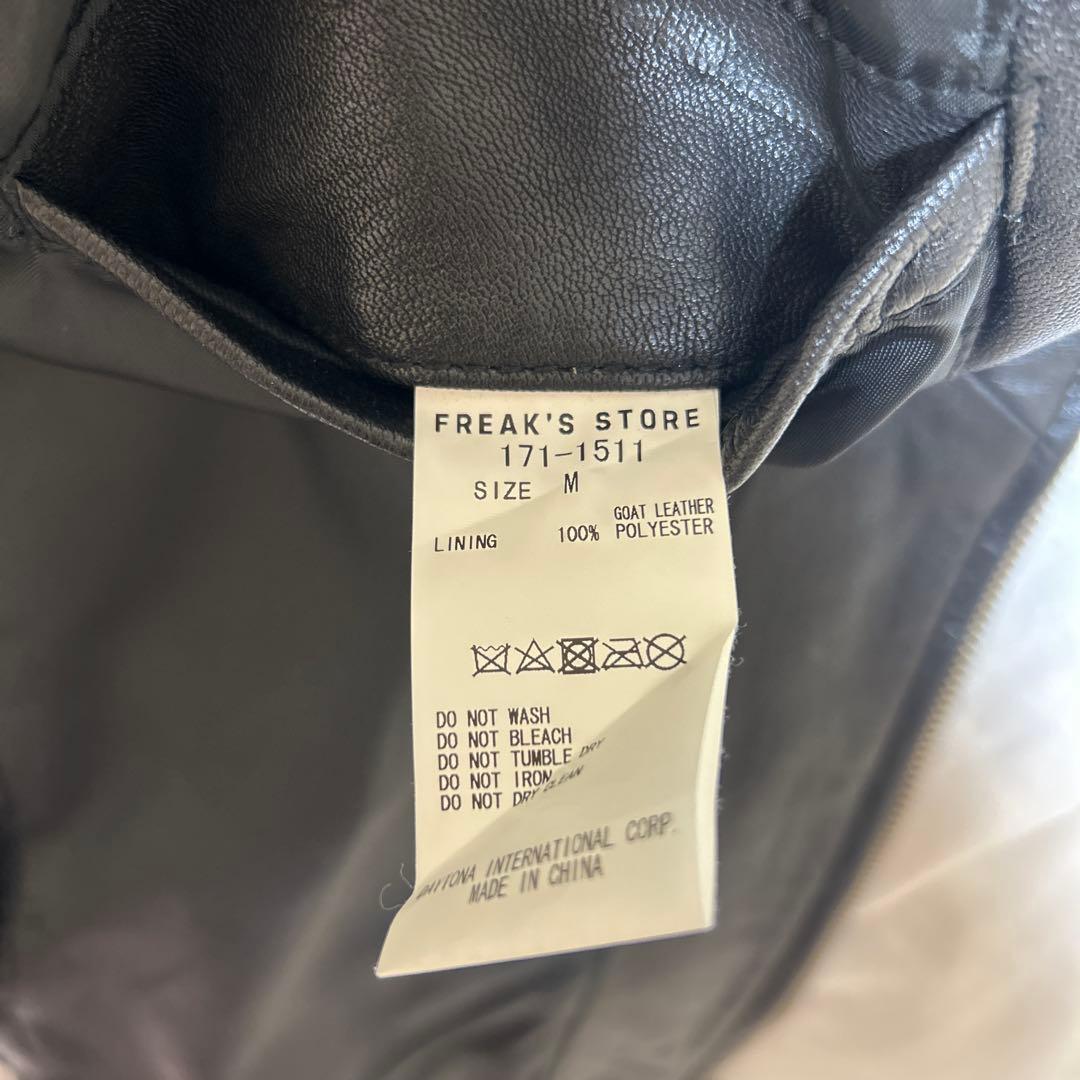 FREAK'S STORE
171-1511
SIZE M
GOAT LEATHER
LINING 100% POLYESTER
DO NOT WASH
DO NOT BLEACH
DO NOT TUMBLE DRY
DO NOT IRON
DO NOT DRY CLEAN
DAYTONA INTERNATIONAL CORP.
MADE IN CHINA